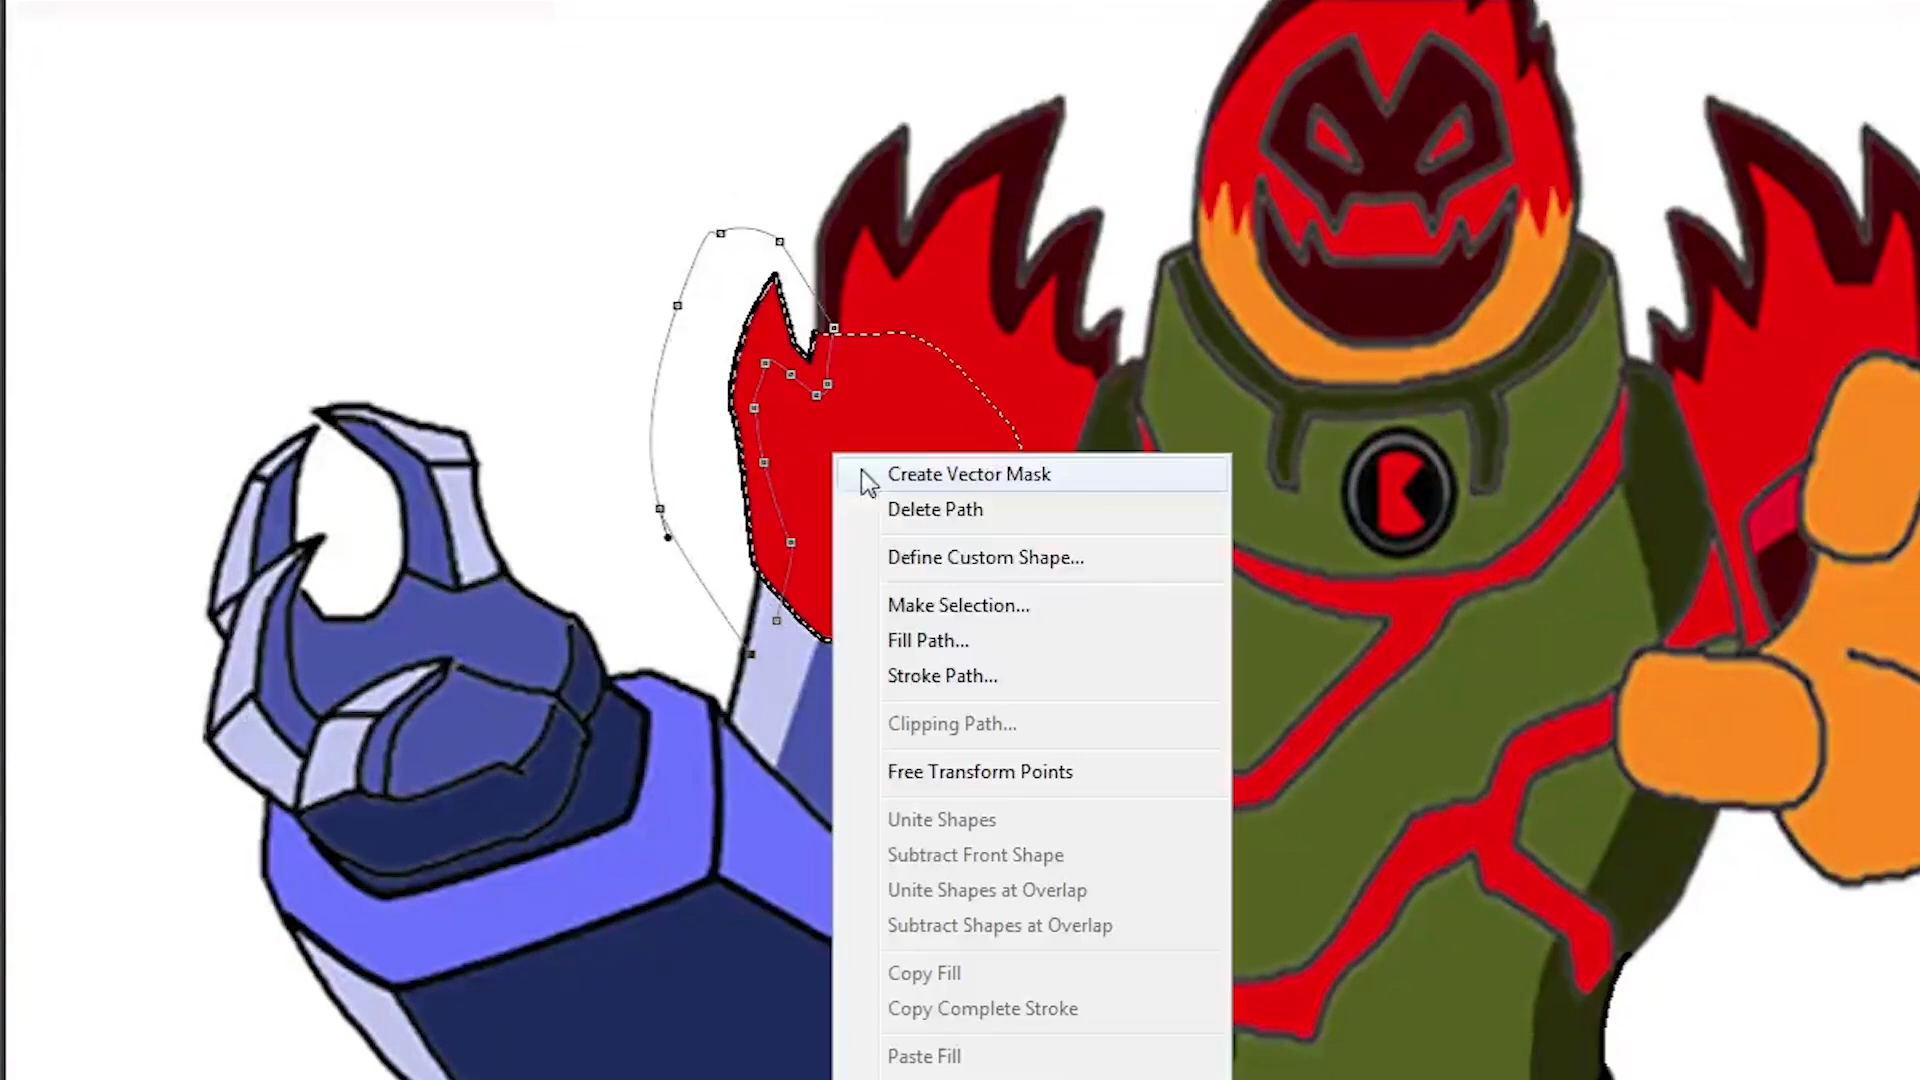 Create Vector Mask
Delete Path
Define Custom Shape...
Make Selection...
Fill Path...
Stroke Path...
Clipping Path...
Free Transform Points
Unite Shapes
Subtract Front Shape
Unite Shapes at Overlap
Subtract Shapes at Overlap
Copy Fill
Copy Complete Stroke
Paste Fill